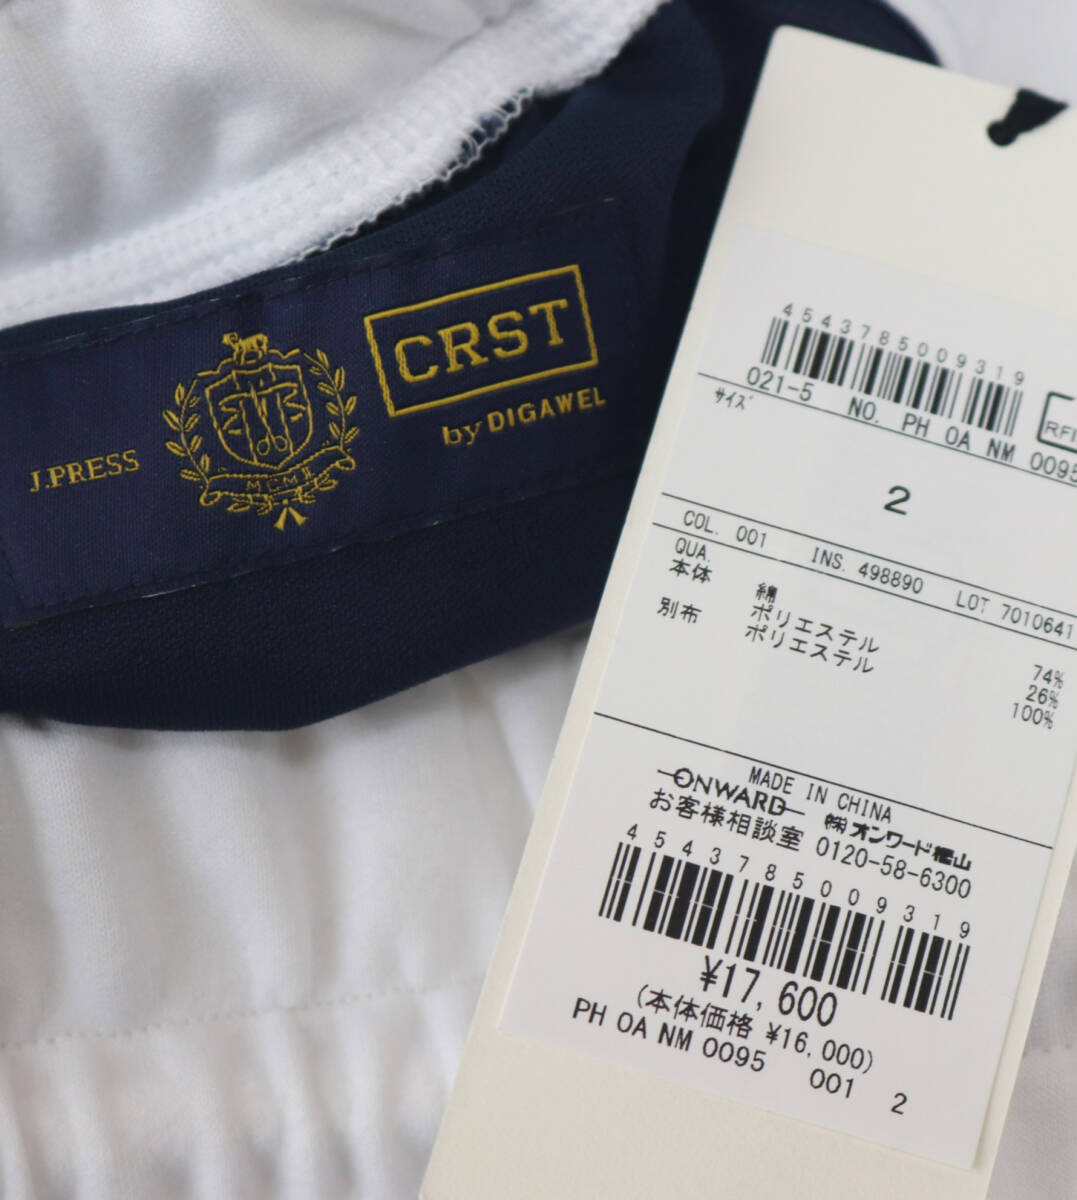 J.PRESS
MCMII
CRST
by DIGAWEL
4543785009319
021-5 NO. PH OA NM 0095
RFI
サイズ
2
COL. 001 INS. 498890 LOT 7010641
QUA.
本体 綿 74%
ポリエステル 26%
別布 ポリエステル 100%
MADE IN CHINA
ONWARD ㈱オンワード樫山
お客様相談室 0120-58-6300
4543785009319
¥17,600
(本体価格 ¥16,000)
PH OA NM 0095 001 2